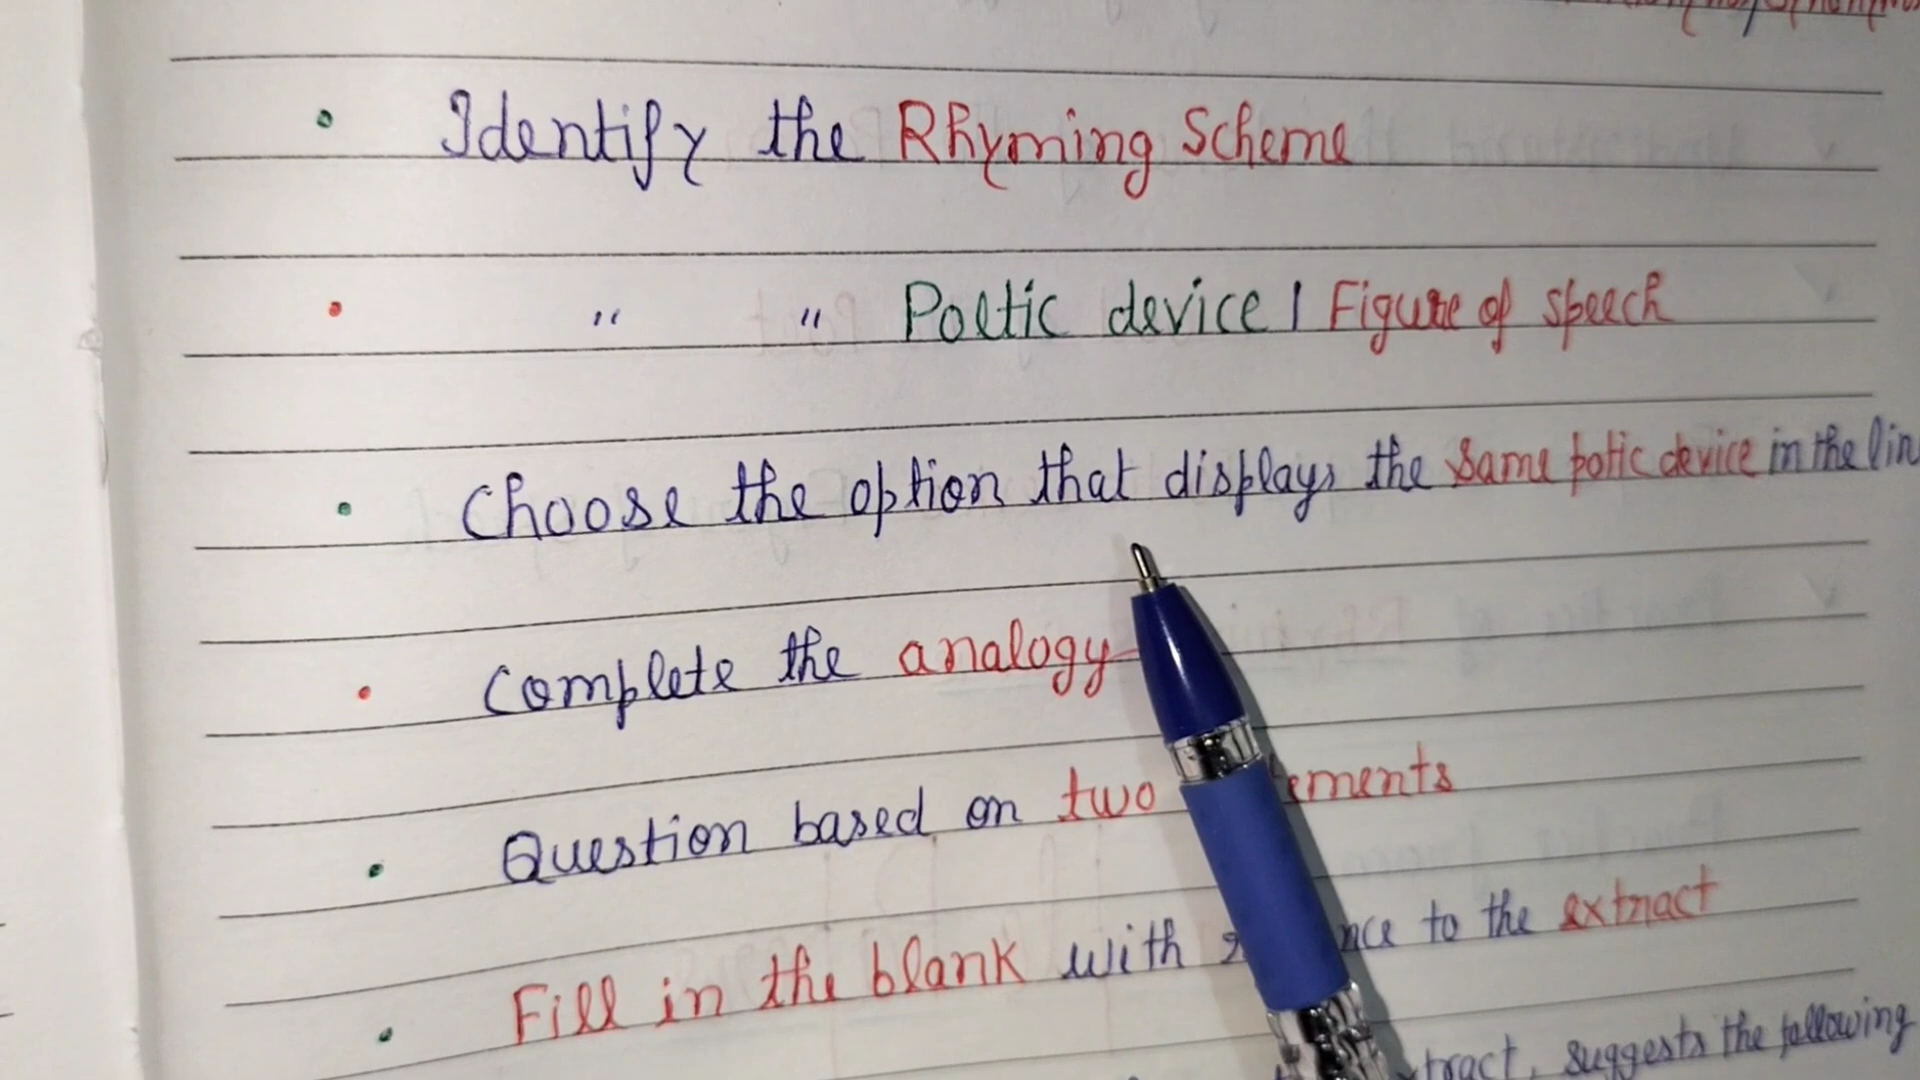 • Identify the Rhyming Scheme
• " " Poetic device / Figure of speech
• Choose the option that displays the same potic device in the lin
• Complete the analogy
• Question based on two ements
• Fill in the blank with nce to the extract
tract, suggests the following